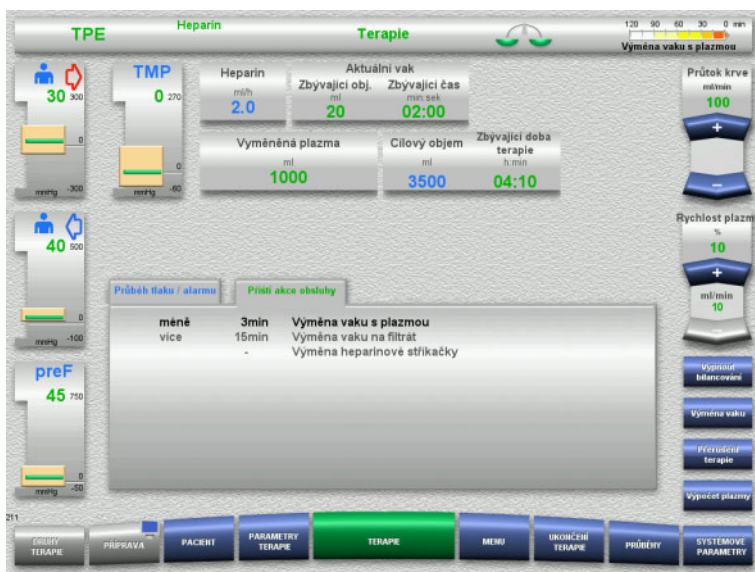 TPE
Heparin
Terapie
120 90 60 30 0 min
Výměna vaku s plazmou
30 300
0
mmHg -300
TMP
0 270
0
mmHg -60
Heparin
ml/h
2.0
Aktuální vak
Zbývající obj. Zbývající čas
ml min:sek
20 02:00
Vyměněná plazma
ml
1000
Cílový objem
ml
3500
Zbývající doba
terapie
h:min
04:10
Průtok krve
ml/min
100
+
–
40 500
0
mmHg -100
Rychlost plazm
%
10
+
ml/min
10
–
Průběh tlaku / alarmu
Příští akce obsluhy
méně 3min Výměna vaku s plazmou
více 15min Výměna vaku na filtrát
- Výměna heparinové stříkačky
preF
45 750
0
mmHg -50
Vypnout
bilancování
Výměna vaku
Přerušení
terapie
Výpočet plazmy
211
DRUHY
TERAPIE
PŘÍPRAVA
PACIENT
PARAMETRY
TERAPIE
TERAPIE
MENU
UKONČENÍ
TERAPIE
PRŮBĚHY
SYSTÉMOVÉ
PARAMETRY